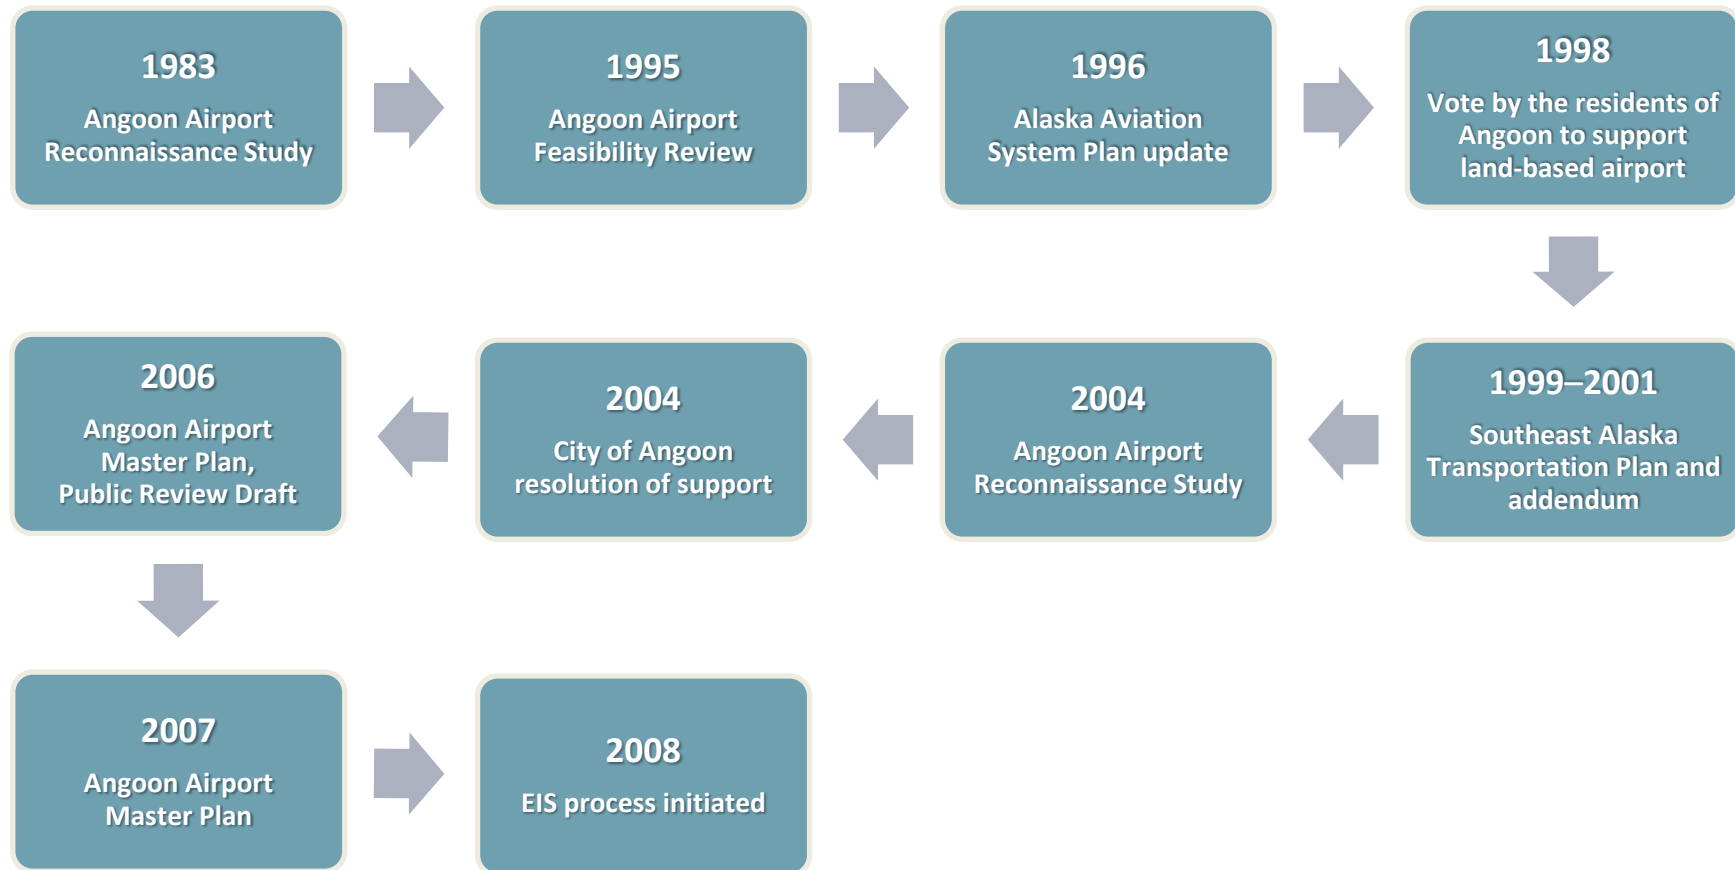 1983
Angoon Airport
Reconnaissance Study
1995
Angoon Airport
Feasibility Review
1996
Alaska Aviation
System Plan update
1998
Vote by the residents of
Angoon to support
land-based airport
1999–2001
Southeast Alaska
Transportation Plan and
addendum
2004
Angoon Airport
Reconnaissance Study
2004
City of Angoon
resolution of support
2006
Angoon Airport
Master Plan,
Public Review Draft
2007
Angoon Airport
Master Plan
2008
EIS process initiated